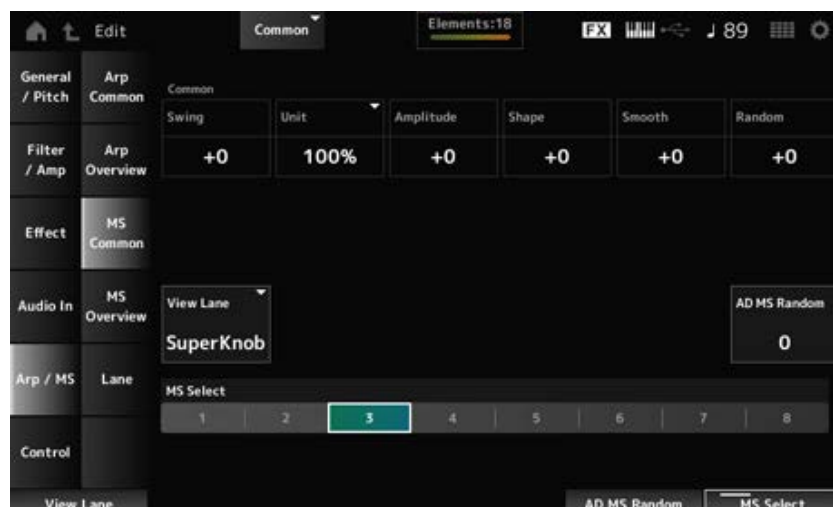 Edit
Common
Elements:18
FX
♩ 89
General / Pitch
Arp Common
Filter / Amp
Arp Overview
Effect
MS Common
Audio In
MS Overview
Arp / MS
Lane
Control
Common
Swing Unit Amplitude Shape Smooth Random
+0 100% +0 +0 +0 +0
View Lane
SuperKnob
AD MS Random
0
MS Select
1 2 3 4 5 6 7 8
View Lane AD MS Random MS Select